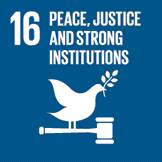 16 PEACE, JUSTICE
AND STRONG
INSTITUTIONS